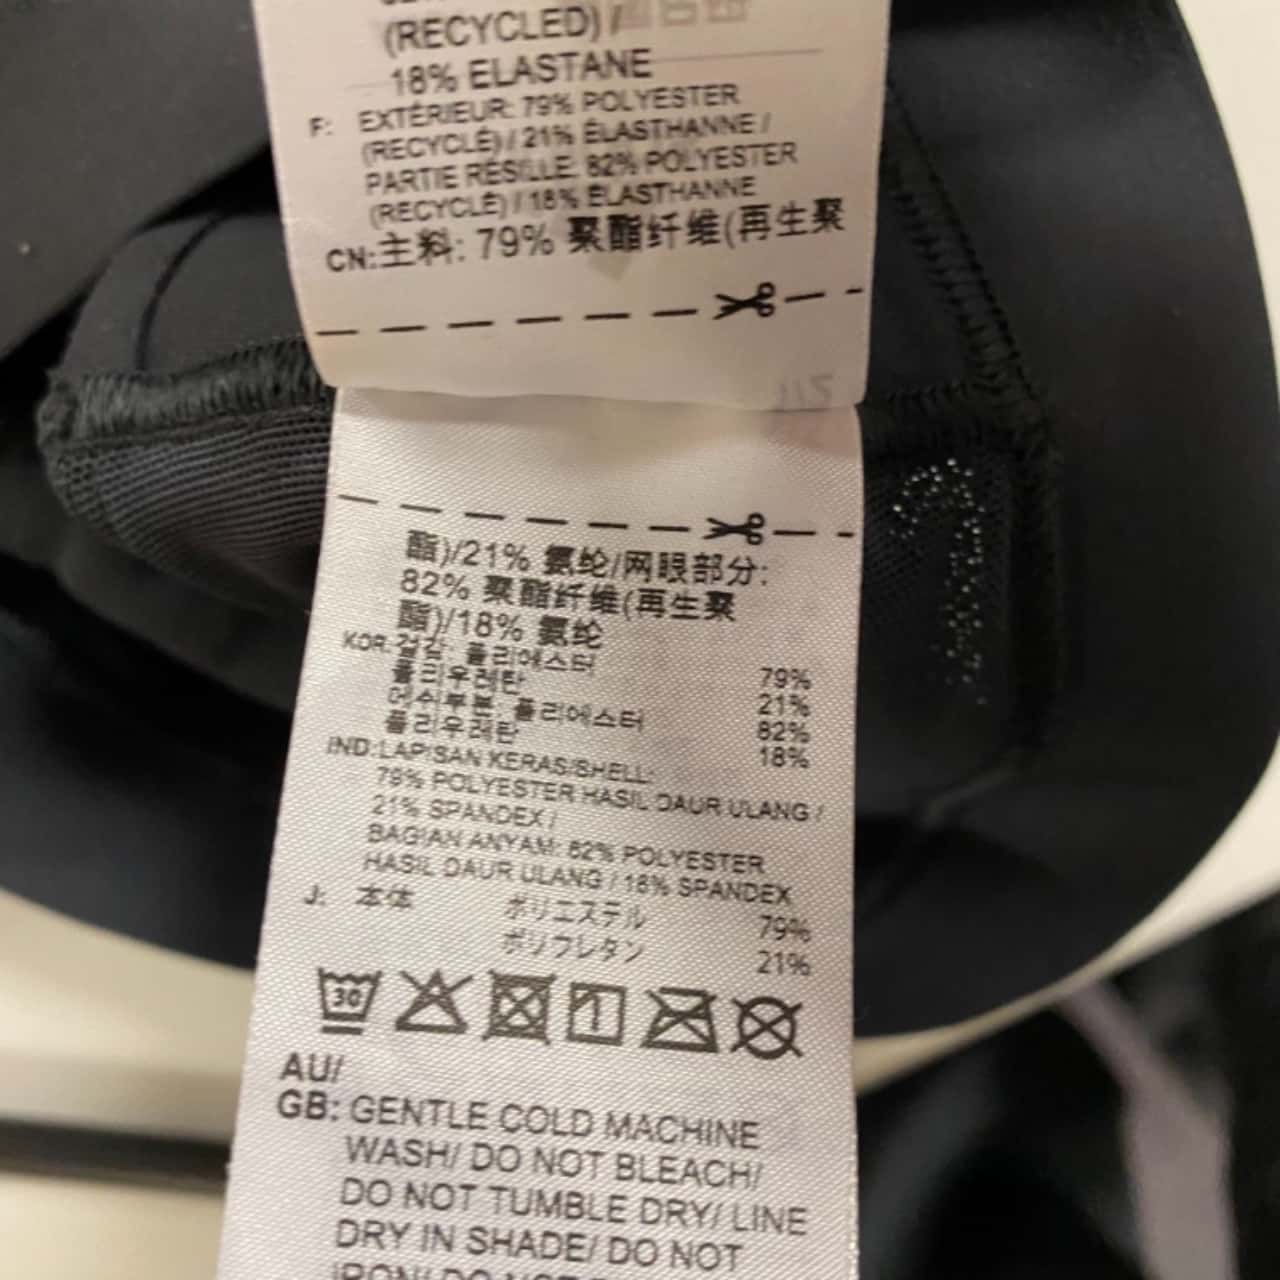 (RECYCLED) /
18% ELASTANE
F: EXTÉRIEUR: 79% POLYESTER
(RECYCLÉ) / 21% ÉLASTHANNE /
PARTIE RÉSILLE: 82% POLYESTER
(RECYCLÉ) / 18% ÉLASTHANNE
CN:主料: 79% 聚酯纤维(再生聚
酯)/21% 氨纶/网眼部分:
82% 聚酯纤维(再生聚
酯)/18% 氨纶
KOR: 겉감: 폴리에스터 79%
폴리우레탄 21%
메쉬부분: 폴리에스터 82%
폴리우레탄 18%
IND:LAPISAN KERAS/SHELL:
79% POLYESTER HASIL DAUR ULANG /
21% SPANDEX /
BAGIAN ANYAM: 82% POLYESTER
HASIL DAUR ULANG / 18% SPANDEX
J: 本体 ポリエステル 79%
ポリウレタン 21%
30
AU/
GB: GENTLE COLD MACHINE
WASH/ DO NOT BLEACH/
DO NOT TUMBLE DRY/ LINE
DRY IN SHADE/ DO NOT
IRON/ DO NOT